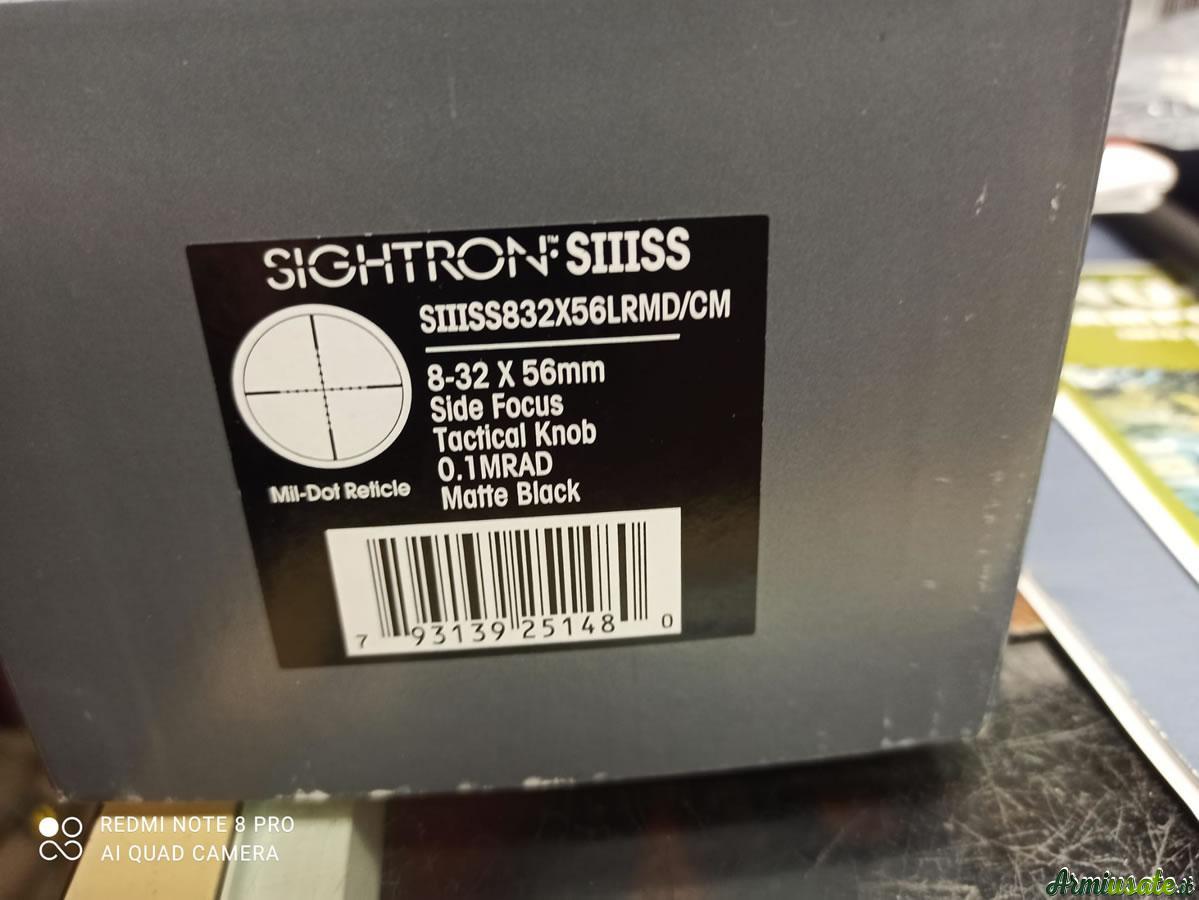 SIGHTRON™ SIIISS
SIIISS832X56LRMD/CM
8-32 X 56mm
Side Focus
Tactical Knob
0.1MRAD
Matte Black
Mil-Dot Reticle
7 93139 25148 0
REDMI NOTE 8 PRO
AI QUAD CAMERA
Armiusate.it